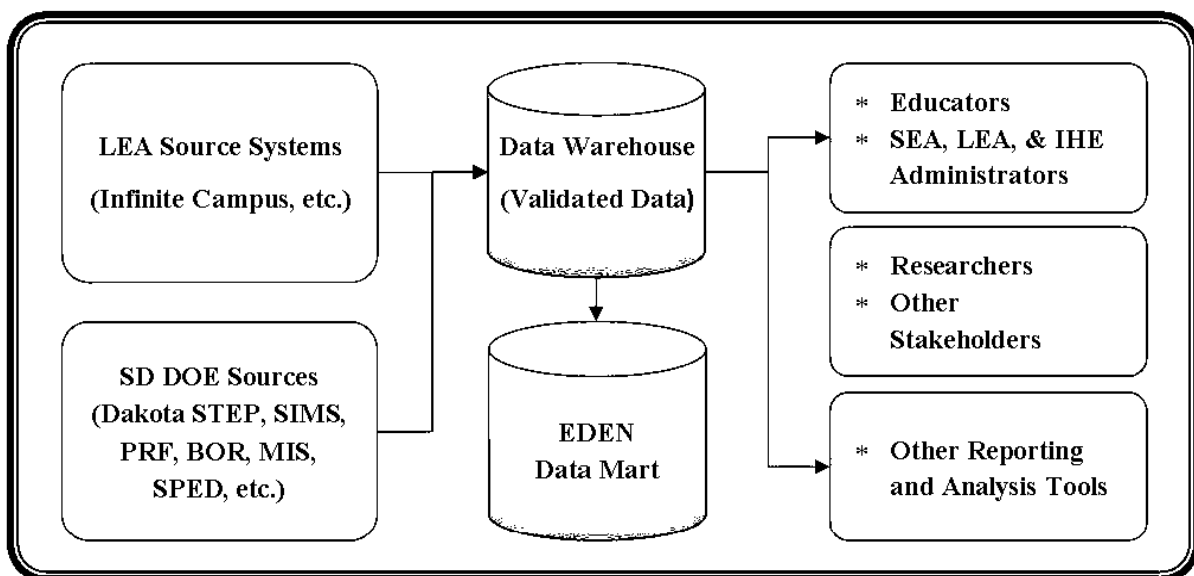 LEA Source Systems
(Infinite Campus, etc.)
SD DOE Sources
(Dakota STEP, SIMS,
PRF, BOR, MIS,
SPED, etc.)
Data Warehouse
(Validated Data)
EDEN
Data Mart
* Educators
* SEA, LEA, & IHE
Administrators
* Researchers
* Other
Stakeholders
* Other Reporting
and Analysis Tools